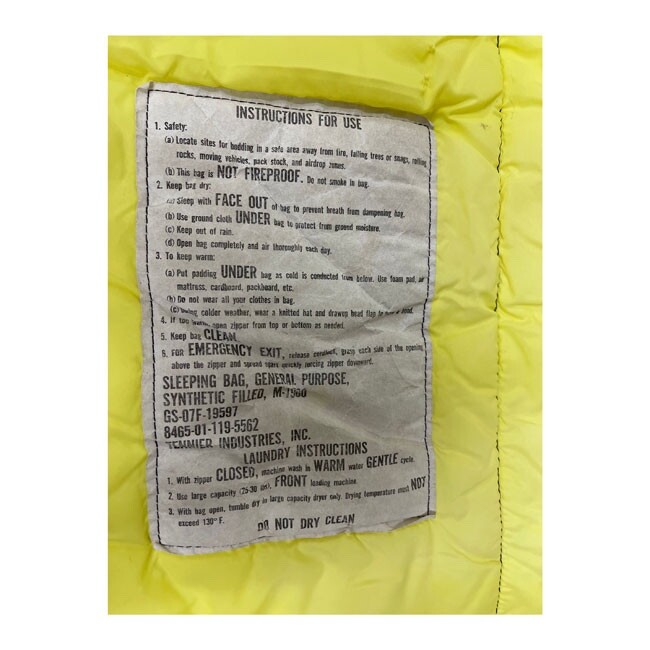 INSTRUCTIONS FOR USE
1. Safety:
(a) Locate sites for bedding in a safe area away from fire, falling trees or snags, rolling
rocks, moving vehicles, pack stock, and airdrop zones.
(b) This bag is NOT FIREPROOF. Do not smoke in bag.
2. Keep bag dry:
(a) Sleep with FACE OUT of bag to prevent breath from dampening bag.
(b) Use ground cloth UNDER bag to protect from ground moisture.
(c) Keep out of rain.
(d) Open bag completely and air thoroughly each day.
3. To keep warm:
(a) Put padding UNDER bag as cold is conducted from below. Use foam pad, air
mattress, cardboard, packboard, etc.
(b) Do not wear all your clothes in bag.
(c) During colder weather, wear a knitted hat and drawup head flap to form a hood.
4. If too warm, open zipper from top or bottom as needed.
5. Keep bag CLEAN
6. FOR EMERGENCY EXIT, release grasp each side of the opening
above the zipper and spread apart quickly forcing zipper downward.
SLEEPING BAG, GENERAL PURPOSE,
SYNTHETIC FILLED, M-1980
GS-07F-19597
8465-01-119-5562
INDUSTRIES, INC.
LAUNDRY INSTRUCTIONS
1. With zipper CLOSED, machine wash in WARM water GENTLE cycle.
2. Use large capacity (25-30 lbs), FRONT loading machine
3. With bag open, tumble dry in large capacity dryer only. Drying temperature must NOT
exceed 130° F.
DO NOT DRY CLEAN